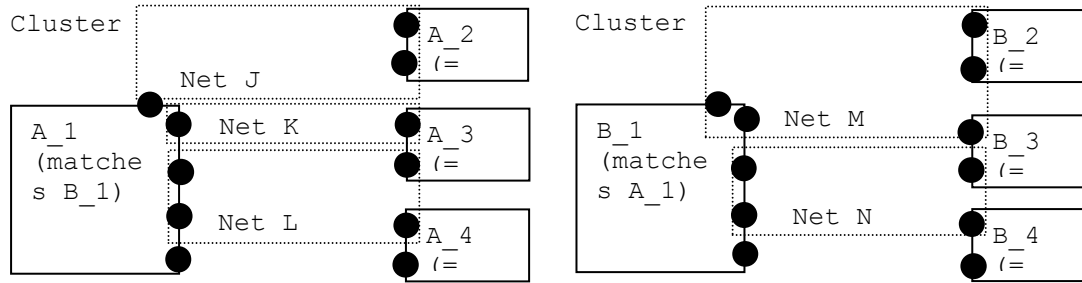 Cluster
A_2
(=
Net J
A_1
(matche
s B_1)
Net K
A_3
(=
Net L
A_4
(=
Cluster
B_2
(=
B_1
(matche
s A_1)
Net M
B_3
(=
Net N
B_4
(=